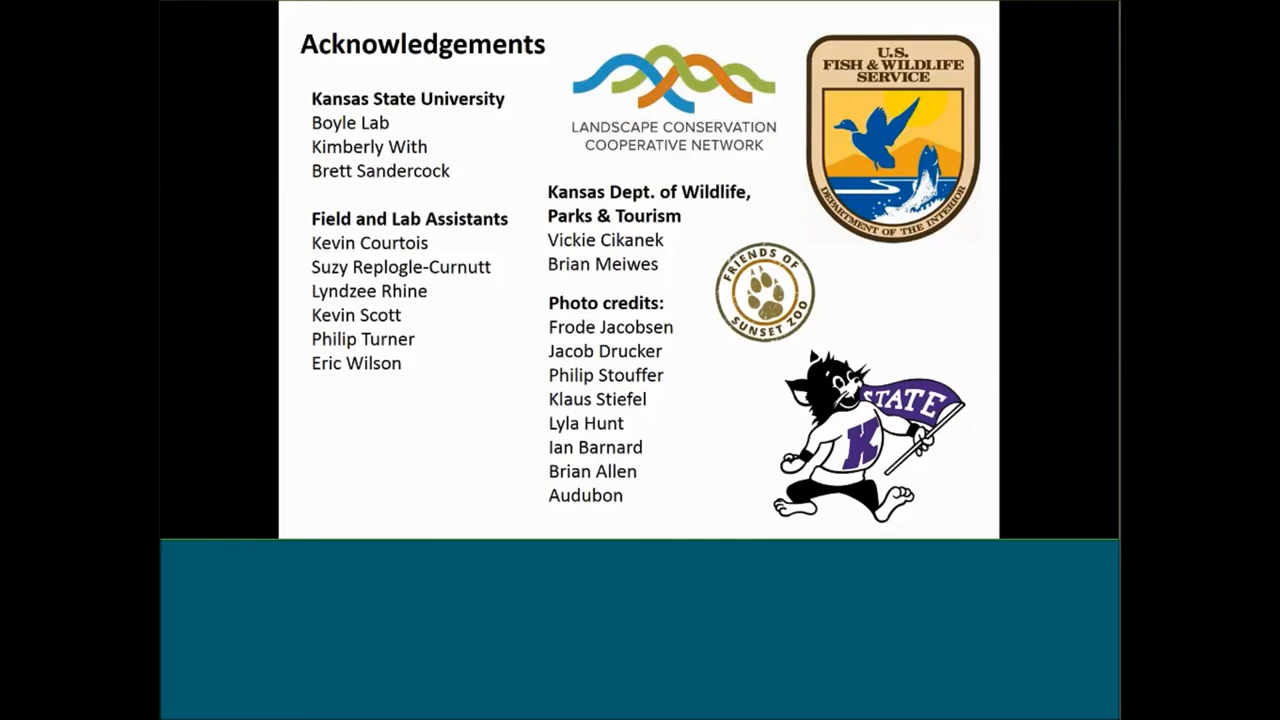 Acknowledgements
Kansas State University
Boyle Lab
Kimberly With
Brett Sandercock
Field and Lab Assistants
Kevin Courtois
Suzy Replogle-Curnutt
Lyndzee Rhine
Kevin Scott
Philip Turner
Eric Wilson
LANDSCAPE CONSERVATION
COOPERATIVE NETWORK
Kansas Dept. of Wildlife,
Parks & Tourism
Vickie Cikanek
Brian Meiwes
Photo credits:
Frode Jacobsen
Jacob Drucker
Philip Stouffer
Klaus Stiefel
Lyla Hunt
Ian Barnard
Brian Allen
Audubon
U.S.
FISH & WILDLIFE
SERVICE
DEPARTMENT OF THE INTERIOR
FRIENDS OF
SUNSET ZOO
STATE
K